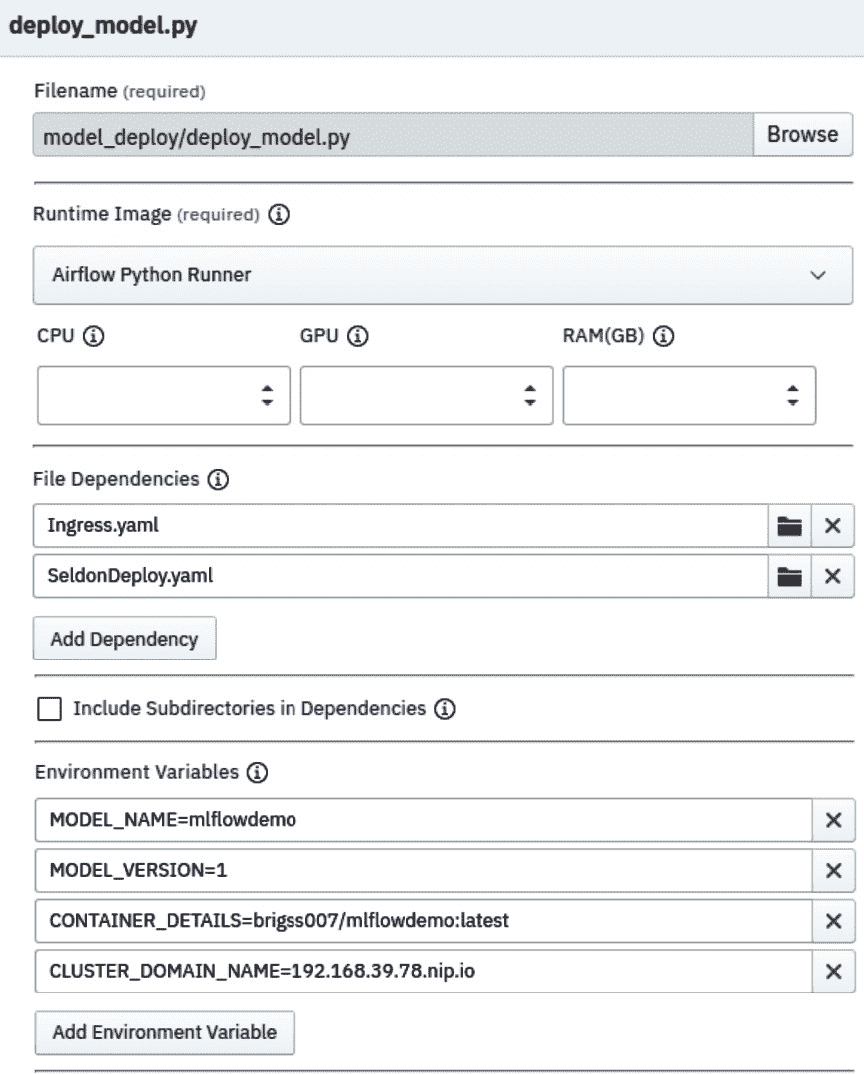 deploy_model.py
Filename (required)
model_deploy/deploy_model.py
Browse
Runtime Image (required)
Airflow Python Runner
CPU GPU RAM(GB)
File Dependencies
Ingress.yaml
SeldonDeploy.yaml
Add Dependency
Include Subdirectories in Dependencies
Environment Variables
MODEL_NAME=mlflowdemo
MODEL_VERSION=1
CONTAINER_DETAILS=brigss007/mlflowdemo:latest
CLUSTER_DOMAIN_NAME=192.168.39.78.nip.io
Add Environment Variable